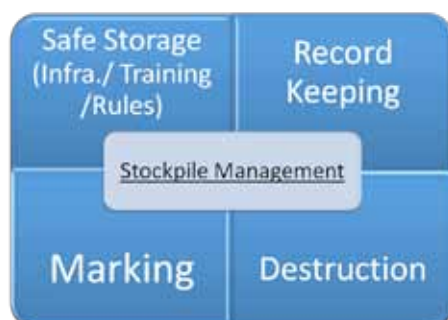 Safe Storage
(Infra./ Training
/Rules)
Record
Keeping
Stockpile Management
Marking
Destruction